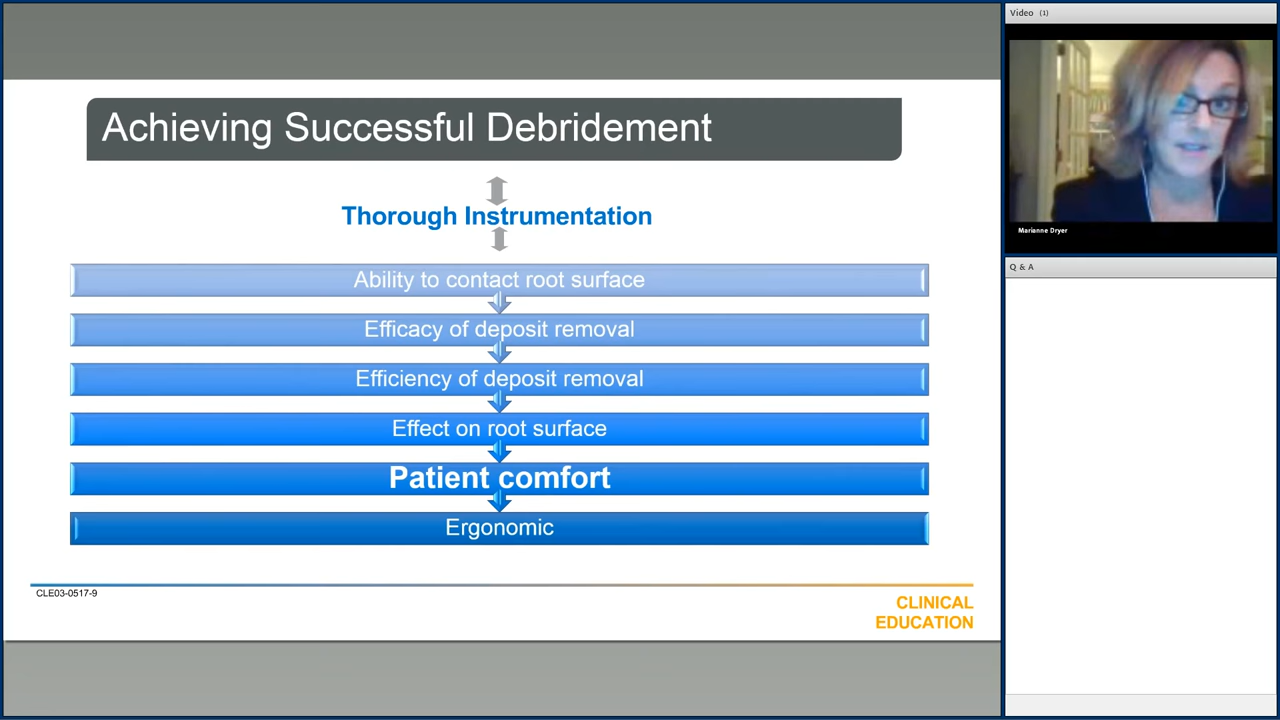 Achieving Successful Debridement
Thorough Instrumentation
Ability to contact root surface
Efficacy of deposit removal
Efficiency of deposit removal
Effect on root surface
Patient comfort
Ergonomic
CLE03-0517-9
CLINICAL
EDUCATION
Video (1)
Marianne Dryer
Q & A